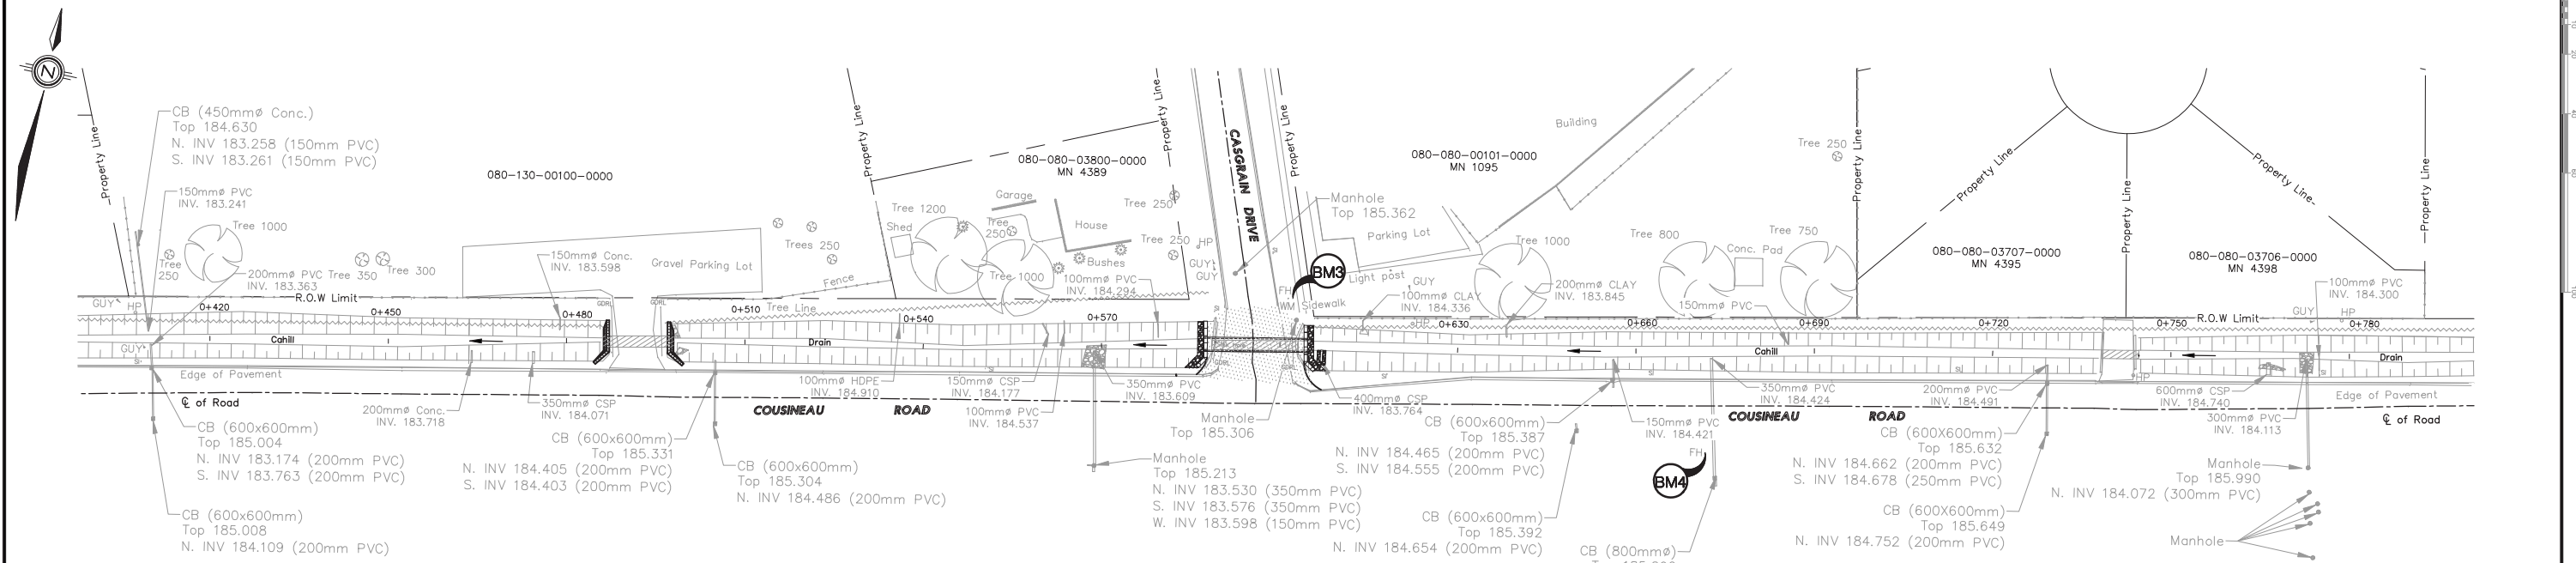 N
CB (450mmø Conc.)
Top 184.630
N. INV 183.258 (150mm PVC)
S. INV 183.261 (150mm PVC)
150mmø PVC
INV. 183.241
Property Line
Tree 1000
Tree
250
200mmø PVC
INV. 183.363
Tree 350
Tree 300
080-130-00100-0000
150mmø Conc.
INV. 183.598
Gravel Parking Lot
Trees 250
Fence
Property Line
080-080-03800-0000
MN 4389
Garage
House
Shed
Tree 1200
Tree
250
Tree 1000
Bushes
Tree 250
Tree 250
100mmø PVC
INV. 184.294
Property Line
HP
GUY
GUY
CASGRAIN DRIVE
Property Line
Manhole
Top 185.362
Parking Lot
BM3
Light post
FH
WM Sidewalk
GUY
100mmø CLAY
INV. 184.336
080-080-00101-0000
MN 1095
Building
Tree 1000
200mmø CLAY
INV. 183.845
Tree 800
Conc. Pad
Tree 750
150mmø PVC
Tree 250
Property Line
Property Line
080-080-03707-0000
MN 4395
Property Line
Property Line
080-080-03706-0000
MN 4398
Property Line
100mmø PVC
INV. 184.300
GUY
HP
GUY
HP
R.O.W Limit
GDRL
GDRL
Tree Line
HP
R.O.W Limit
0+420
0+450
0+480
0+510
0+540
0+570
0+630
0+660
0+690
0+720
0+750
0+780
GUY
Cahill
Drain
Cahill
Drain
HP
Edge of Pavement
℄ of Road
200mmø Conc.
INV. 183.718
350mmø CSP
INV. 184.071
COUSINEAU ROAD
100mmø HDPE
INV. 184.910
150mmø CSP
INV. 184.177
100mmø PVC
INV. 184.537
350mmø PVC
INV. 183.609
400mmø CSP
INV. 183.764
150mmø PVC
INV. 184.421
350mmø PVC
INV. 184.424
COUSINEAU ROAD
200mmø PVC
INV. 184.491
600mmø CSP
INV. 184.740
300mmø PVC
INV. 184.113
Edge of Pavement
℄ of Road
CB (600x600mm)
Top 185.004
N. INV 183.174 (200mm PVC)
S. INV 183.763 (200mm PVC)
CB (600x600mm)
Top 185.008
N. INV 184.109 (200mm PVC)
CB (600x600mm)
Top 185.331
N. INV 184.405 (200mm PVC)
S. INV 184.403 (200mm PVC)
CB (600x600mm)
Top 185.304
N. INV 184.486 (200mm PVC)
Manhole
Top 185.306
Manhole
Top 185.213
N. INV 183.530 (350mm PVC)
S. INV 183.576 (350mm PVC)
W. INV 183.598 (150mm PVC)
CB (600x600mm)
Top 185.387
N. INV 184.465 (200mm PVC)
S. INV 184.555 (200mm PVC)
CB (600x600mm)
Top 185.392
N. INV 184.654 (200mm PVC)
FH
BM4
CB (800mmø)
CB (600X600mm)
Top 185.632
N. INV 184.662 (200mm PVC)
S. INV 184.678 (250mm PVC)
CB (600X600mm)
Top 185.649
N. INV 184.752 (200mm PVC)
Manhole
Top 185.990
N. INV 184.072 (300mm PVC)
Manhole